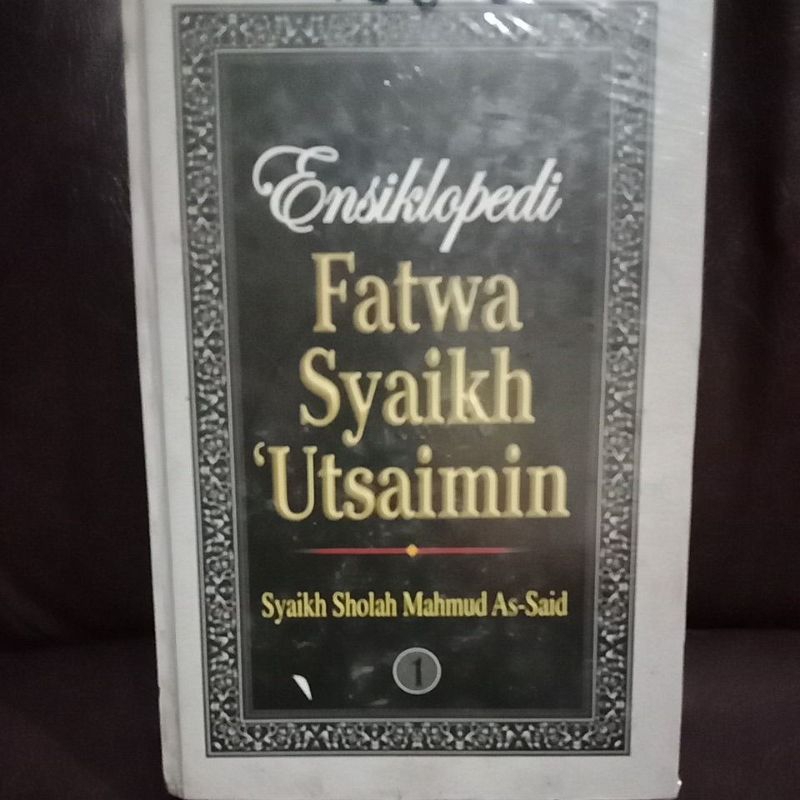 Ensiklopedi
Fatwa
Syaikh
‘Utsaimin
Syaikh Sholah Mahmud As-Said
1